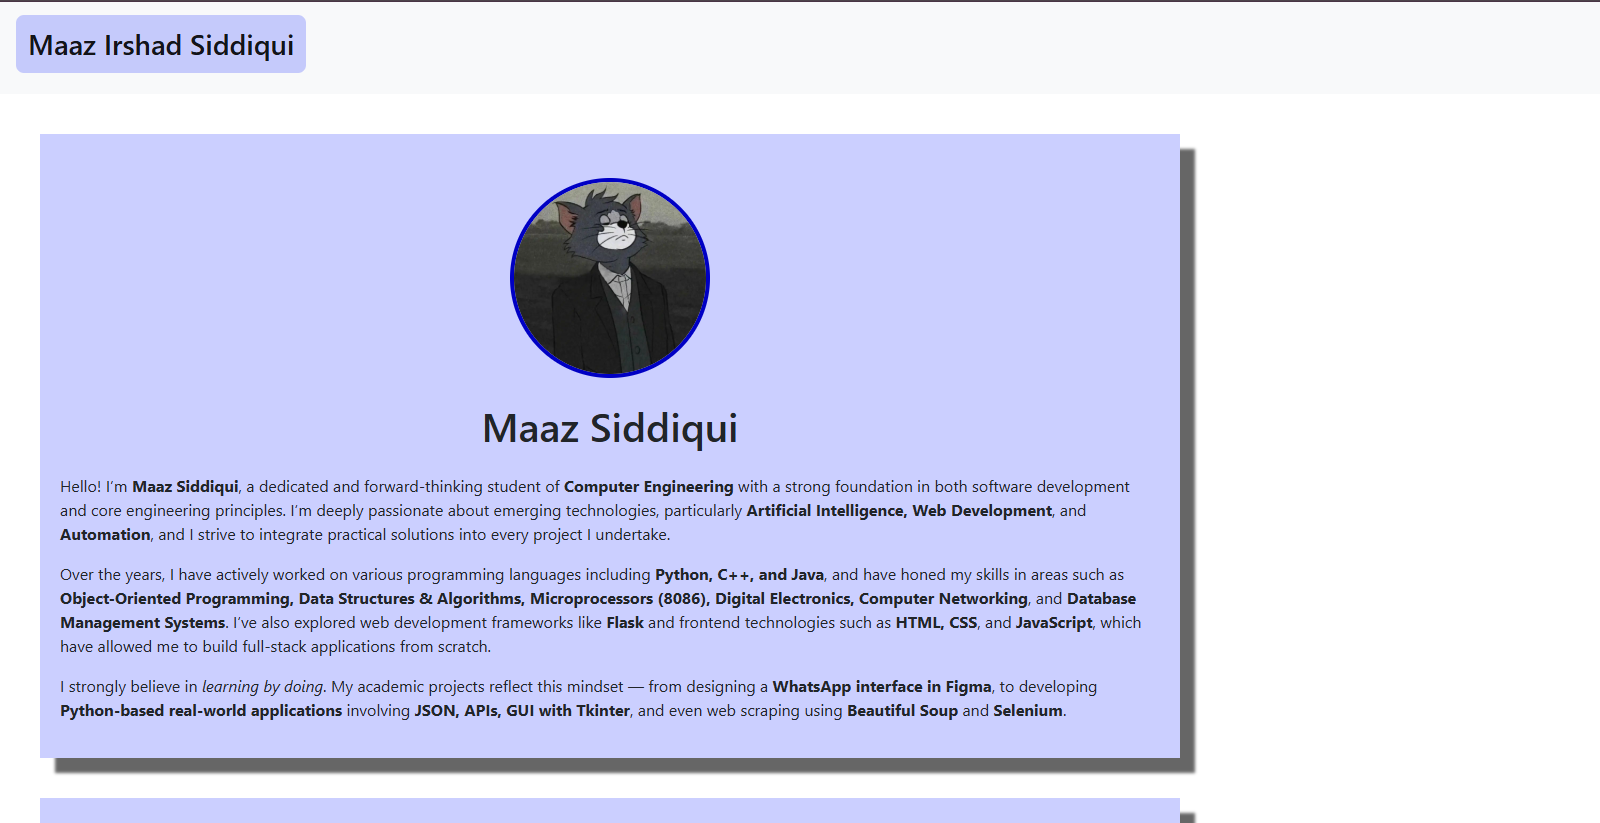 Maaz Irshad Siddiqui
Maaz Siddiqui
Hello! I’m Maaz Siddiqui, a dedicated and forward-thinking student of Computer Engineering with a strong foundation in both software development
and core engineering principles. I’m deeply passionate about emerging technologies, particularly Artificial Intelligence, Web Development, and
Automation, and I strive to integrate practical solutions into every project I undertake.
Over the years, I have actively worked on various programming languages including Python, C++, and Java, and have honed my skills in areas such as
Object-Oriented Programming, Data Structures & Algorithms, Microprocessors (8086), Digital Electronics, Computer Networking, and Database
Management Systems. I’ve also explored web development frameworks like Flask and frontend technologies such as HTML, CSS, and JavaScript, which
have allowed me to build full-stack applications from scratch.
I strongly believe in learning by doing. My academic projects reflect this mindset — from designing a WhatsApp interface in Figma, to developing
Python-based real-world applications involving JSON, APIs, GUI with Tkinter, and even web scraping using Beautiful Soup and Selenium.